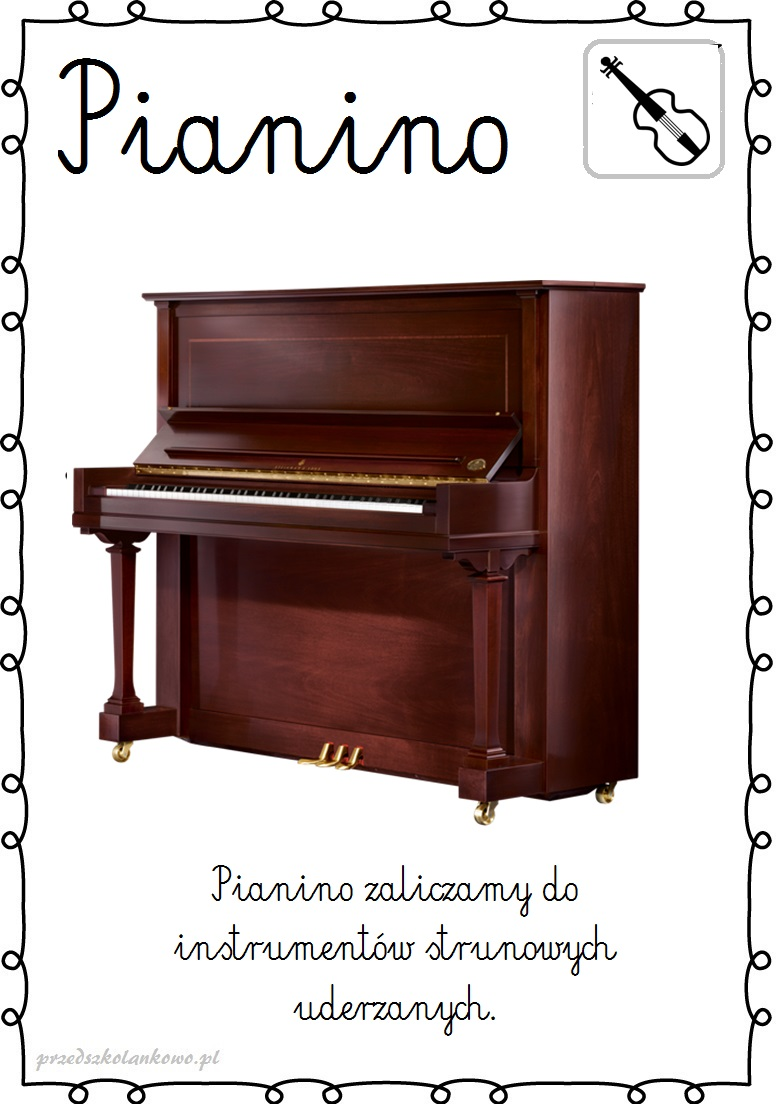 Pianino
Pianino zaliczamy do
instrumentów strunowych
uderzanych.
przedszkolankowo.pl